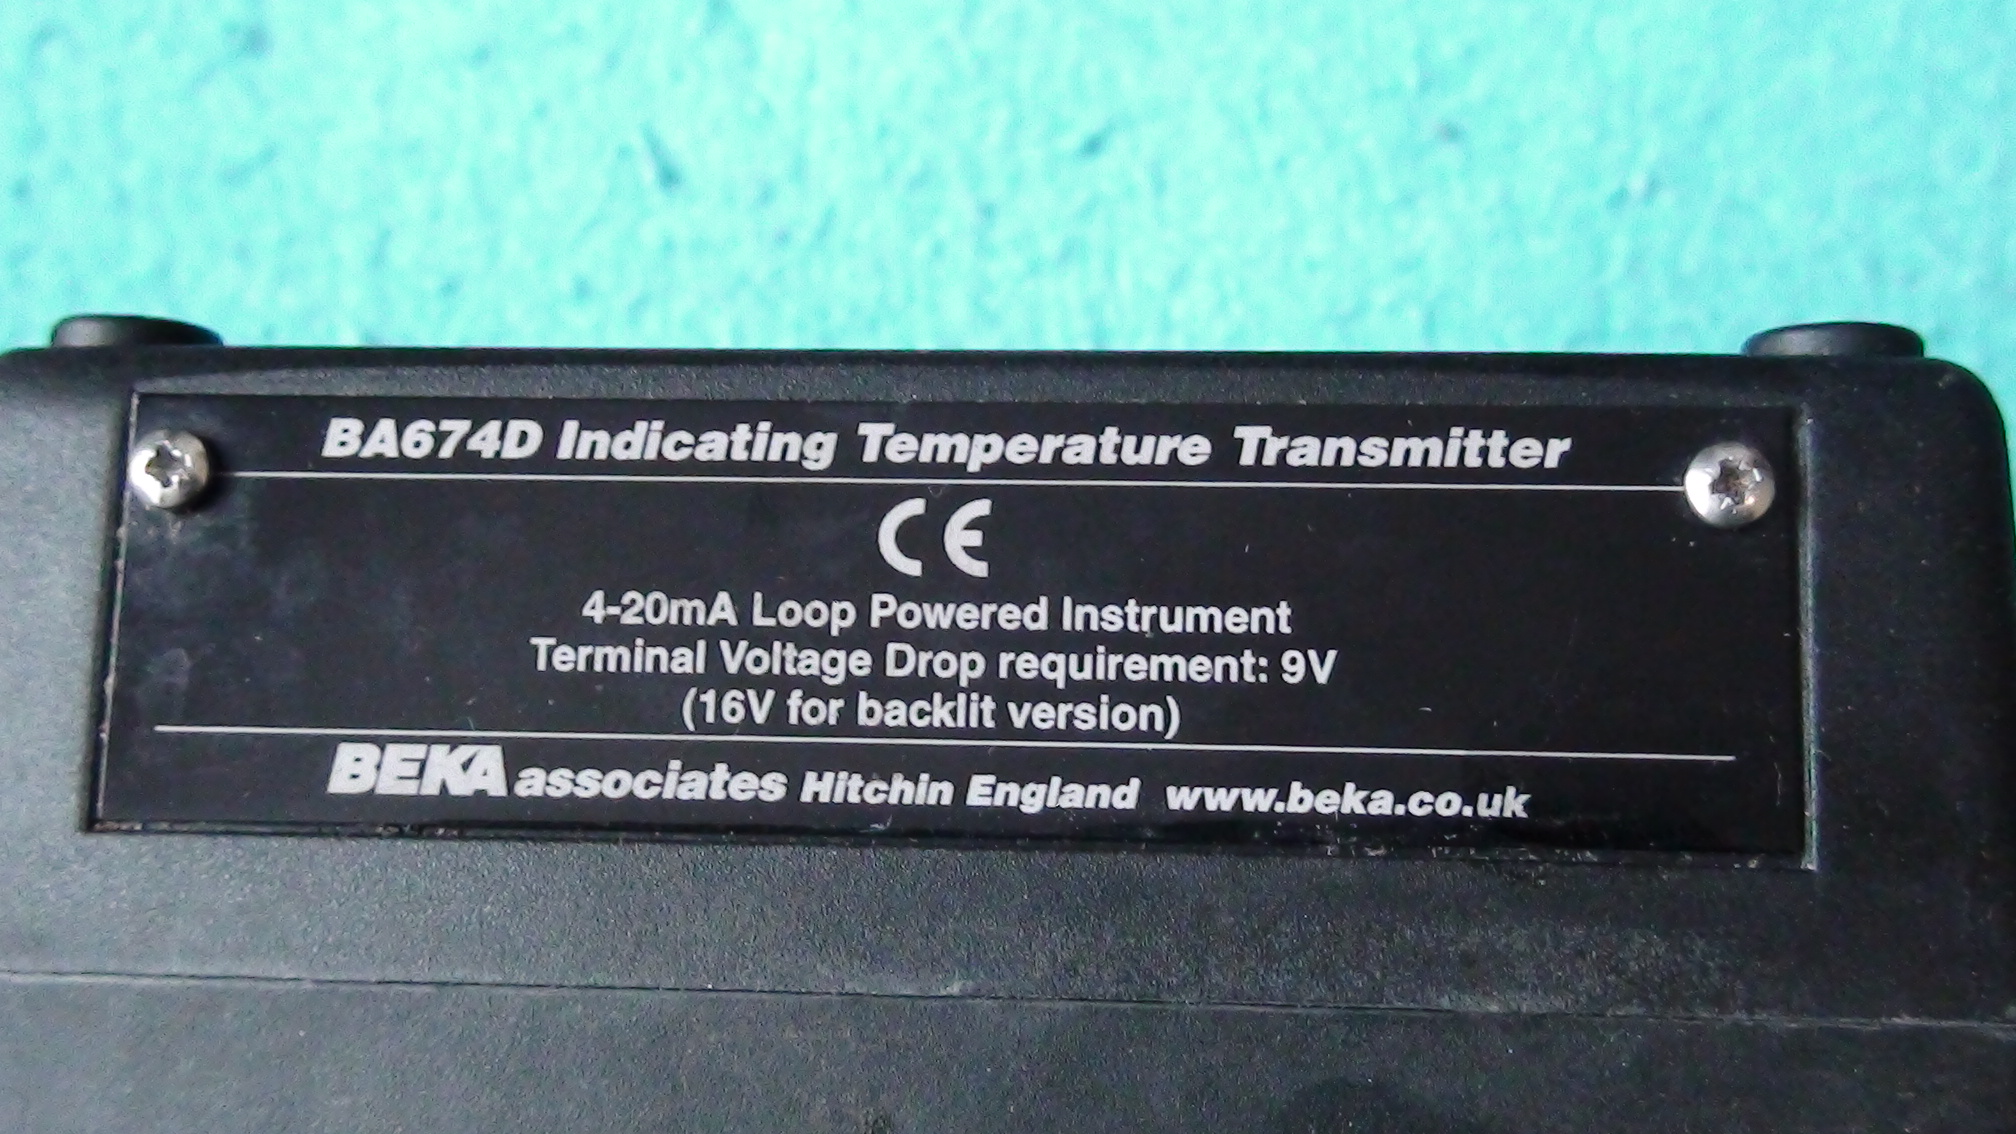 BA674D Indicating Temperature Transmitter
CE
4-20mA Loop Powered Instrument
Terminal Voltage Drop requirement: 9V
(16V for backlit version)
BEKA associates Hitchin England www.beka.co.uk